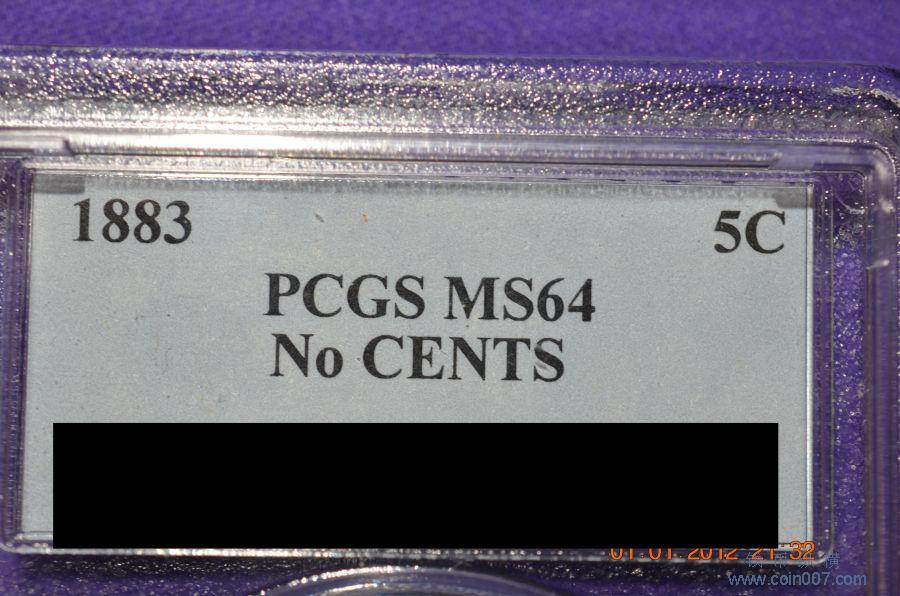 1883 5C
PCGS MS64
No CENTS
01.01.2012 21:32
www.coin007.com